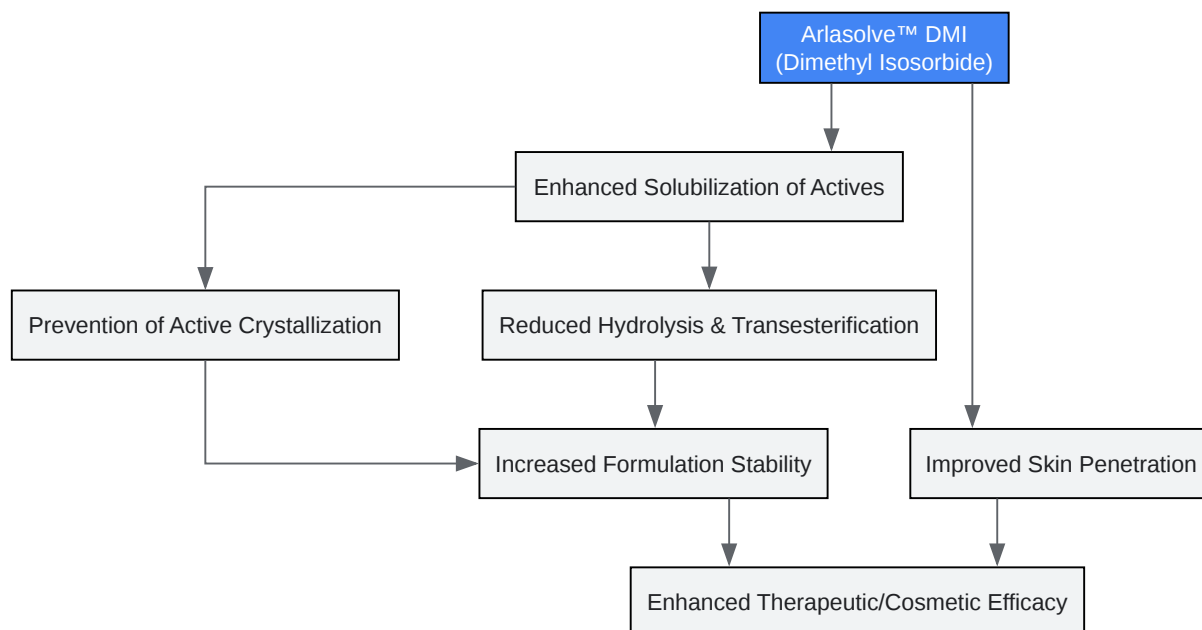 Arlasolve™ DMI
(Dimethyl Isosorbide)
Enhanced Solubilization of Actives
Prevention of Active Crystallization
Reduced Hydrolysis & Transesterification
Increased Formulation Stability
Improved Skin Penetration
Enhanced Therapeutic/Cosmetic Efficacy